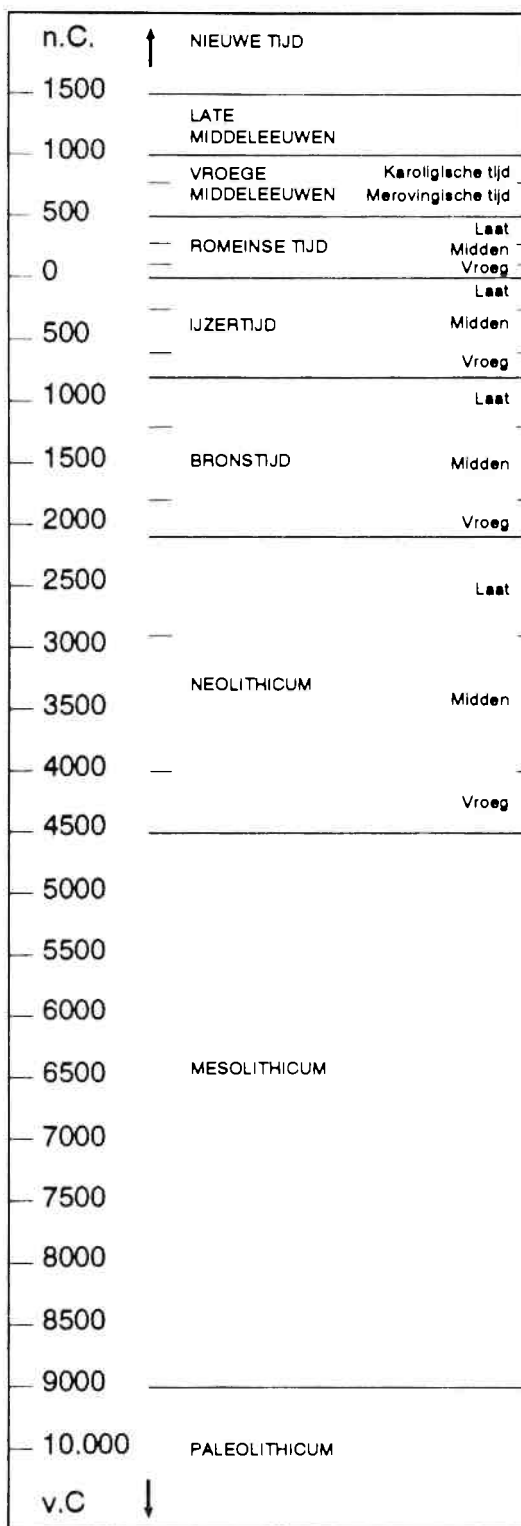 n.C. NIEUWE TIJD
1500
LATE
MIDDELEEUWEN
1000
VROEGE Karoligische tijd
MIDDELEEUWEN Merovingische tijd
500
Laat
ROMEINSE TIJD Midden
Vroeg
0
Laat
IJZERTIJD Midden
500
Vroeg
1000 Laat
1500 BRONSTIJD Midden
2000 Vroeg
2500 Laat
3000
NEOLITHICUM
3500 Midden
4000
Vroeg
4500
5000
5500
6000
6500 MESOLITHICUM
7000
7500
8000
8500
9000
10.000 PALEOLITHICUM
v.C